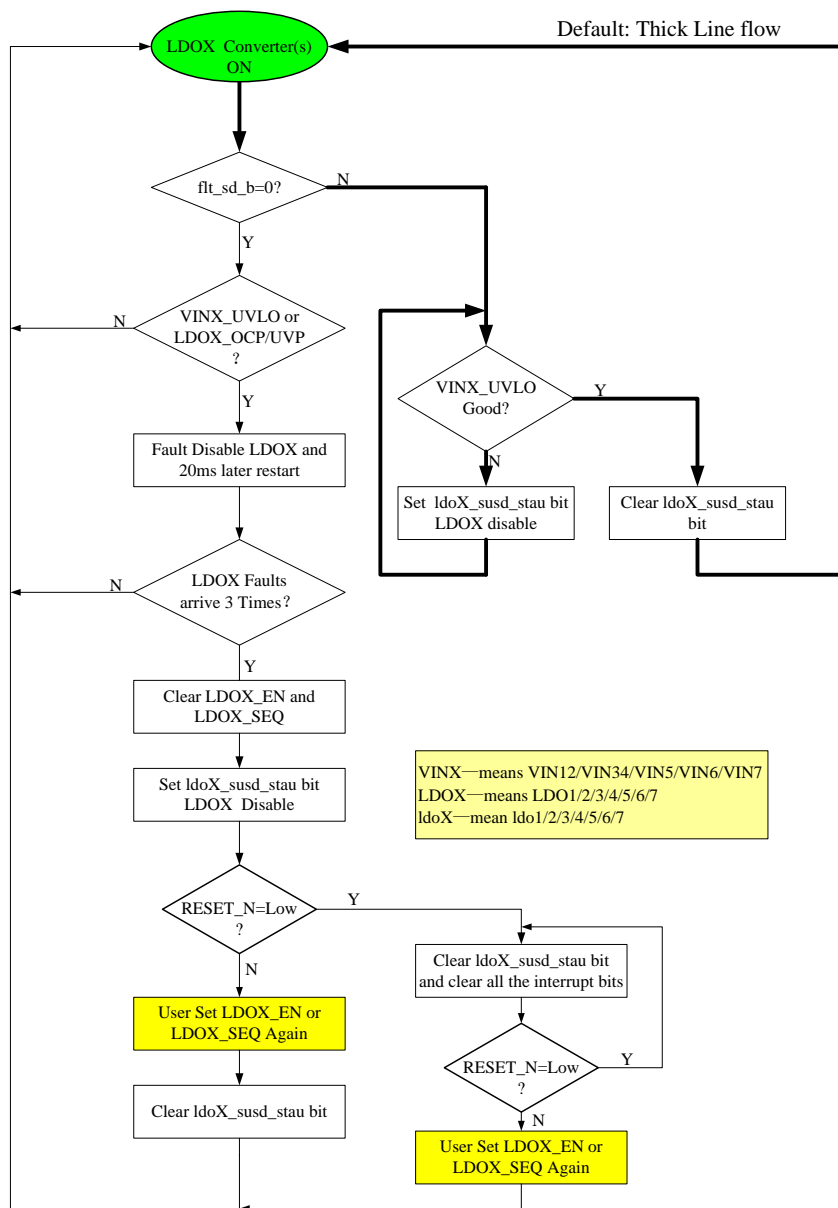 Default: Thick Line flow
LDOX Converter(s)
ON
flt_sd_b=0?
N
Y
VINX_UVLO or
LDOX_OCP/UVP
?
N
Y
VINX_UVLO
Good?
Y
N
Fault Disable LDOX and
20ms later restart
Set ldoX_susd_stau bit
LDOX disable
Clear ldoX_susd_stau
bit
LDOX Faults
arrive 3 Times?
N
Y
Clear LDOX_EN and
LDOX_SEQ
Set ldoX_susd_stau bit
LDOX Disable
VINX—means VIN12/VIN34/VIN5/VIN6/VIN7
LDOX—means LDO1/2/3/4/5/6/7
ldoX—mean ldo1/2/3/4/5/6/7
RESET_N=Low
?
Y
N
Clear ldoX_susd_stau bit
and clear all the interrupt bits
User Set LDOX_EN or
LDOX_SEQ Again
RESET_N=Low
?
Y
N
Clear ldoX_susd_stau bit
User Set LDOX_EN or
LDOX_SEQ Again